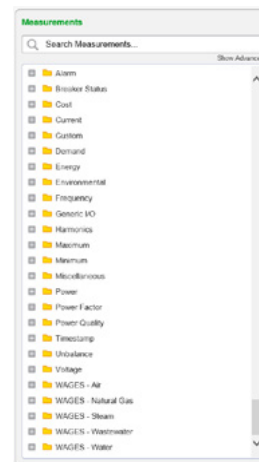 Measurements
Search Measurements...
Show Advanced
Alarm
Breaker Status
Cost
Current
Custom
Demand
Energy
Environmental
Frequency
Generic I/O
Harmonics
Maximum
Minimum
Miscellaneous
Power
Power Factor
Power Quality
Timestamp
Unbalance
Voltage
WAGES - Air
WAGES - Natural Gas
WAGES - Steam
WAGES - Wastewater
WAGES - Water